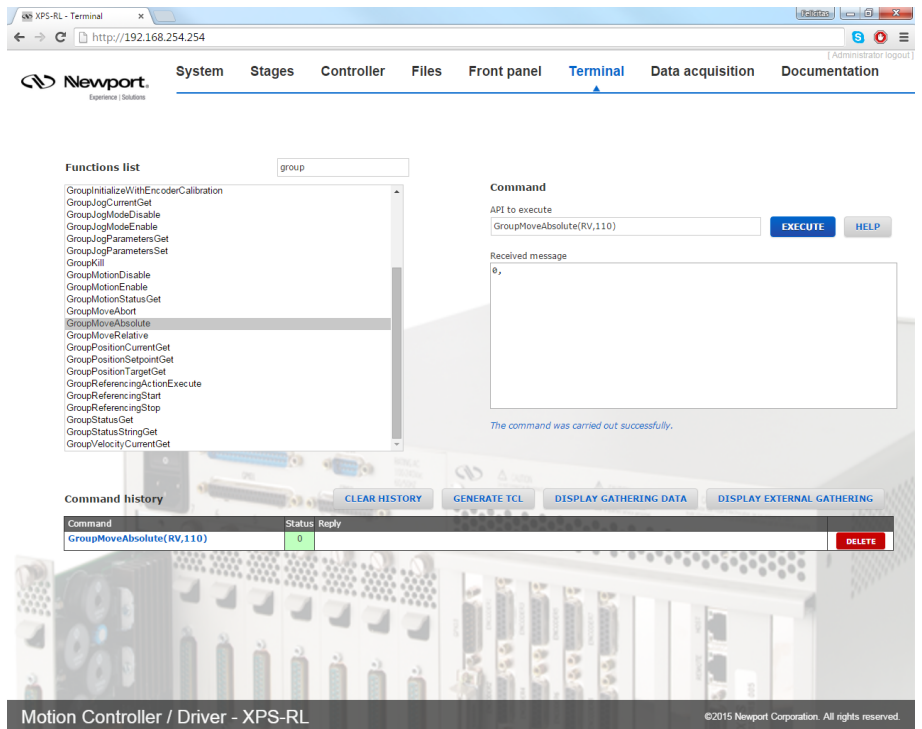 XPS-RL - Terminal
Felicitas
http://192.168.254.254
[ Administrator logout ]
Newport.
Experience | Solutions
System Stages Controller Files Front panel Terminal Data acquisition Documentation
Functions list
group
GroupInitializeWithEncoderCalibration
GroupJogCurrentGet
GroupJogModeDisable
GroupJogModeEnable
GroupJogParametersGet
GroupJogParametersSet
GroupKill
GroupMotionDisable
GroupMotionEnable
GroupMotionStatusGet
GroupMoveAbort
GroupMoveAbsolute
GroupMoveRelative
GroupPositionCurrentGet
GroupPositionSetpointGet
GroupPositionTargetGet
GroupReferencingActionExecute
GroupReferencingStart
GroupReferencingStop
GroupStatusGet
GroupStatusStringGet
GroupVelocityCurrentGet
Command
API to execute
GroupMoveAbsolute(RV,110)
EXECUTE HELP
Received message
0,
The command was carried out successfully.
Command history
CLEAR HISTORY GENERATE TCL DISPLAY GATHERING DATA DISPLAY EXTERNAL GATHERING
Command Status Reply
GroupMoveAbsolute(RV,110) 0 DELETE
Motion Controller / Driver - XPS-RL
©2015 Newport Corporation. All rights reserved.